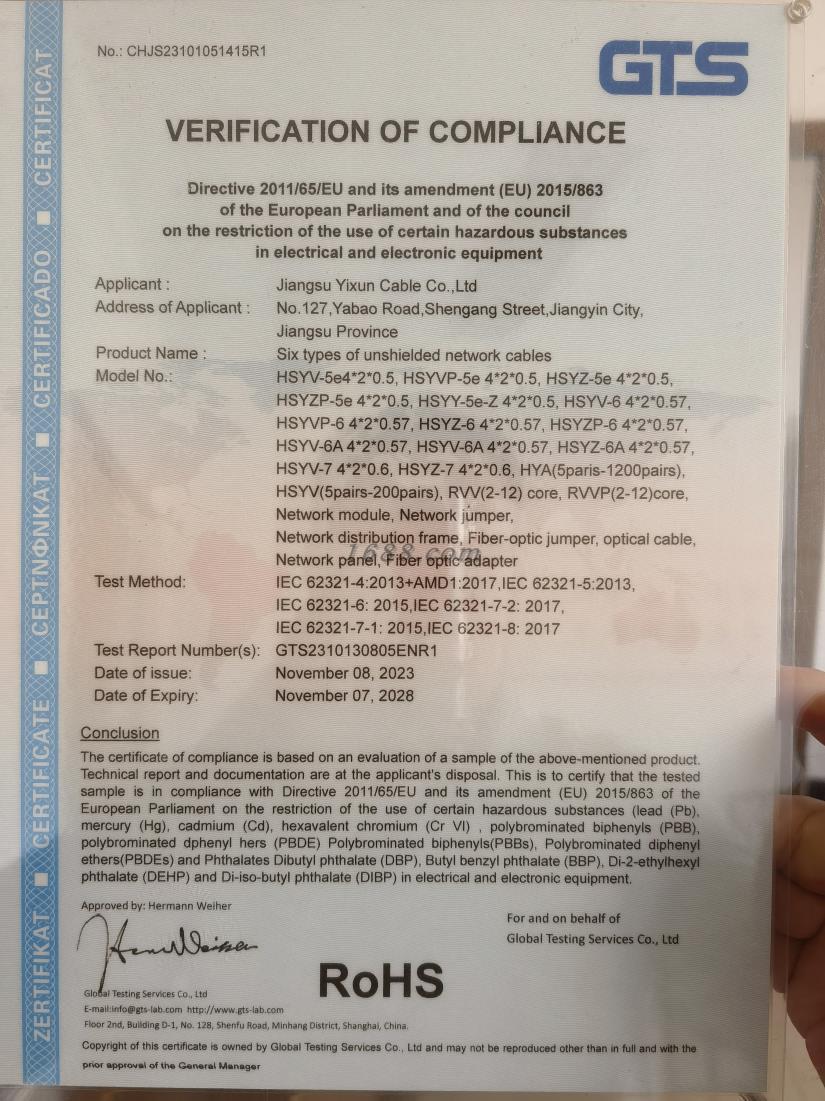 No.: CHJS23101051415R1
GTS
VERIFICATION OF COMPLIANCE
Directive 2011/65/EU and its amendment (EU) 2015/863
of the European Parliament and of the council
on the restriction of the use of certain hazardous substances
in electrical and electronic equipment
Applicant : Jiangsu Yixun Cable Co.,Ltd
Address of Applicant : No.127,Yabao Road,Shengang Street,Jiangyin City,
Jiangsu Province
Product Name : Six types of unshielded network cables
Model No.: HSYV-5e4*2*0.5, HSYVP-5e 4*2*0.5, HSYZ-5e 4*2*0.5,
HSYZP-5e 4*2*0.5, HSYY-5e-Z 4*2*0.5, HSYV-6 4*2*0.57,
HSYVP-6 4*2*0.57, HSYZ-6 4*2*0.57, HSYZP-6 4*2*0.57,
HSYV-6A 4*2*0.57, HSYV-6A 4*2*0.57, HSYZ-6A 4*2*0.57,
HSYV-7 4*2*0.6, HSYZ-7 4*2*0.6, HYA(5paris-1200pairs),
HSYV(5pairs-200pairs), RVV(2-12) core, RVVP(2-12)core,
Network module, Network jumper,
Network distribution frame, Fiber-optic jumper, optical cable,
Network panel, Fiber optic adapter
1688.com
Test Method: IEC 62321-4:2013+AMD1:2017,IEC 62321-5:2013,
IEC 62321-6: 2015,IEC 62321-7-2: 2017,
IEC 62321-7-1: 2015,IEC 62321-8: 2017
Test Report Number(s): GTS2310130805ENR1
Date of issue: November 08, 2023
Date of Expiry: November 07, 2028
Conclusion
The certificate of compliance is based on an evaluation of a sample of the above-mentioned product.
Technical report and documentation are at the applicant's disposal. This is to certify that the tested
sample is in compliance with Directive 2011/65/EU and its amendment (EU) 2015/863 of the
European Parliament on the restriction of the use of certain hazardous substances (lead (Pb),
mercury (Hg), cadmium (Cd), hexavalent chromium (Cr VI) , polybrominated biphenyls (PBB),
polybrominated dphenyl hers (PBDE) Polybrominated biphenyls(PBBs), Polybrominated diphenyl
ethers(PBDEs) and Phthalates Dibutyl phthalate (DBP), Butyl benzyl phthalate (BBP), Di-2-ethylhexyl
phthalate (DEHP) and Di-iso-butyl phthalate (DIBP) in electrical and electronic equipment.
Approved by: Hermann Weiher
For and on behalf of
Global Testing Services Co., Ltd
RoHS
Global Testing Services Co., Ltd
E-mail:info@gts-lab.com http://www.gts-lab.com
Floor 2nd, Building D-1, No. 128, Shenfu Road, Minhang District, Shanghai, China.
Copyright of this certificate is owned by Global Testing Services Co., Ltd and may not be reproduced other than in full and with the
prior approval of the General Manager
ZERTIFIKAT ■ CERTIFICATE ■ CEPTNФNKAT ■ CERTIFICADO ■ CERTIFICAT